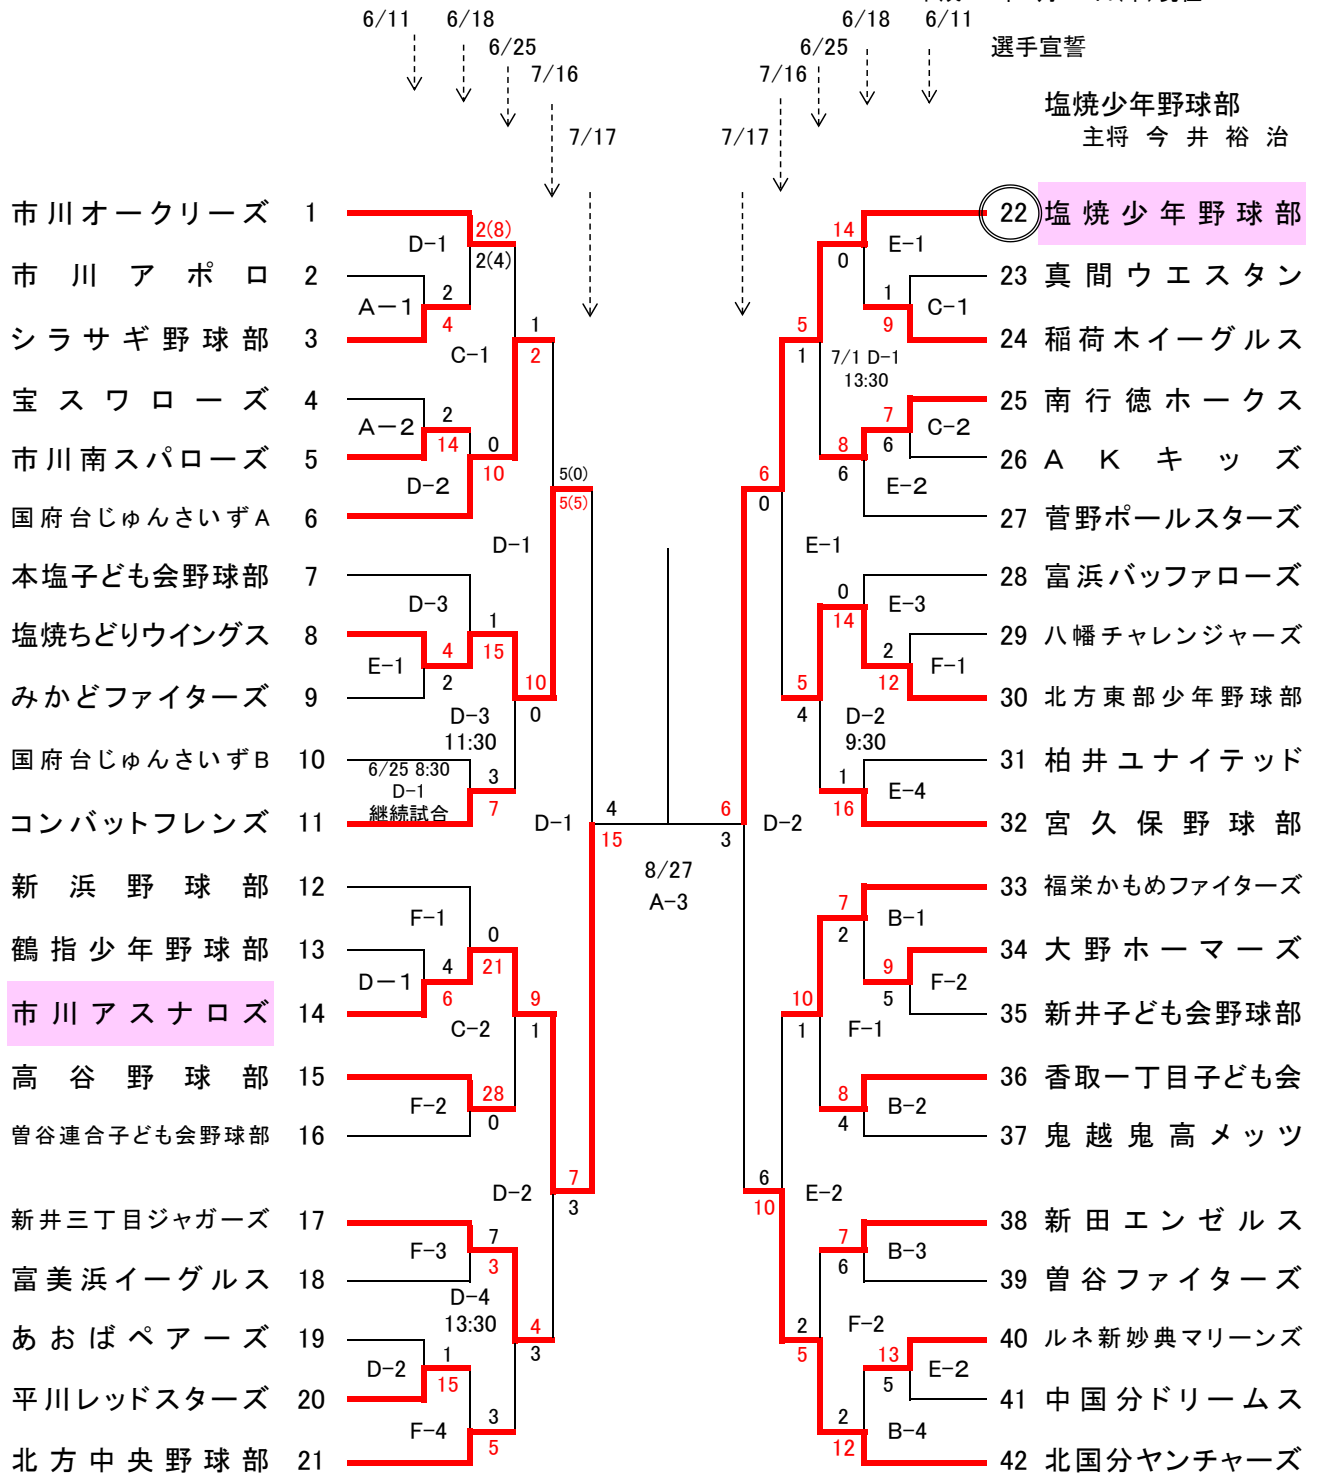 6/11
6/18
6/25
7/16
7/17
6/18
6/11
6/25
7/16
7/17
選手宣誓
塩焼少年野球部
主将 今 井 裕 治
市川オークリーズ 1
市川アポロ 2
シラサギ野球部 3
宝スワローズ 4
市川南スパローズ 5
国府台じゅんさいずA 6
本塩子ども会野球部 7
塩焼ちどりウイングス 8
みかどファイターズ 9
国府台じゅんさいずB 10
コンバットフレンズ 11
新浜野球部 12
鶴指少年野球部 13
市川アスナロズ 14
高谷野球部 15
曽谷連合子ども会野球部 16
新井三丁目ジャガーズ 17
富美浜イーグルス 18
あおばペアーズ 19
平川レッドスターズ 20
北方中央野球部 21
D-1
2(8)
2(4)
A-1
2
4
C-1
1
2
A-2
2
14
0
10
D-2
5(0)
5(5)
D-1
D-3
1
15
E-1
4
2
10
0
D-3
11:30
6/25 8:30
D-1
継続試合
3
7
D-1
4
15
F-1
0
21
D-1
4
6
C-2
9
1
F-2
28
0
D-2
7
3
F-3
7
3
D-4
13:30
4
3
D-2
1
15
F-4
3
5
8/27
A-3
22 塩焼少年野球部
23 真間ウエスタン
24 稲荷木イーグルス
25 南行徳ホークス
26 AKキッズ
27 菅野ポールスターズ
28 富浜バッファローズ
29 八幡チャレンジャーズ
30 北方東部少年野球部
31 柏井ユナイテッド
32 宮久保野球部
33 福栄かもめファイターズ
34 大野ホーマーズ
35 新井子ども会野球部
36 香取一丁目子ども会
37 鬼越鬼高メッツ
38 新田エンゼルス
39 曽谷ファイターズ
40 ルネ新妙典マリーンズ
41 中国分ドリームス
42 北国分ヤンチャーズ
14
0
E-1
1
9
C-1
5
1
7/1 D-1
13:30
7
6
C-2
8
6
E-2
6
0
E-1
0
14
E-3
2
12
F-1
5
4
D-2
9:30
1
16
E-4
6
3
D-2
7
2
B-1
9
5
F-2
10
1
F-1
8
4
B-2
6
10
E-2
7
6
B-3
2
5
F-2
13
5
E-2
2
12
B-4